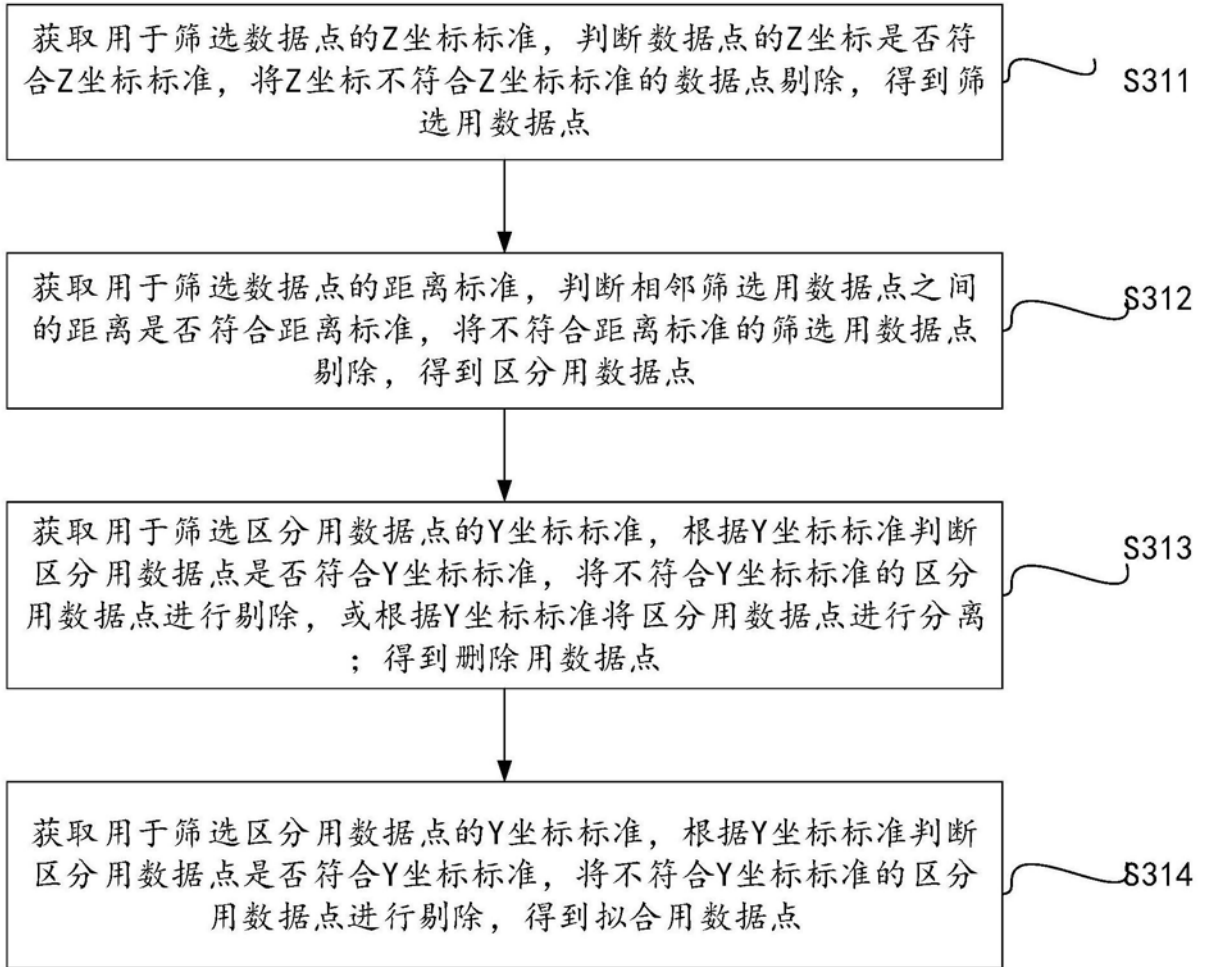 获取用于筛选数据点的Z坐标标准，判断数据点的Z坐标是否符
合Z坐标标准，将Z坐标不符合Z坐标标准的数据点剔除，得到筛
选用数据点
S311
获取用于筛选数据点的距离标准，判断相邻筛选用数据点之间
的距离是否符合距离标准，将不符合距离标准的筛选用数据点
剔除，得到区分用数据点
S312
获取用于筛选区分用数据点的Y坐标标准，根据Y坐标标准判断
区分用数据点是否符合Y坐标标准，将不符合Y坐标标准的区分
用数据点进行剔除，或根据Y坐标标准将区分用数据点进行分离
；得到删除用数据点
S313
获取用于筛选区分用数据点的Y坐标标准，根据Y坐标标准判断
区分用数据点是否符合Y坐标标准，将不符合Y坐标标准的区分
用数据点进行剔除，得到拟合用数据点
S314